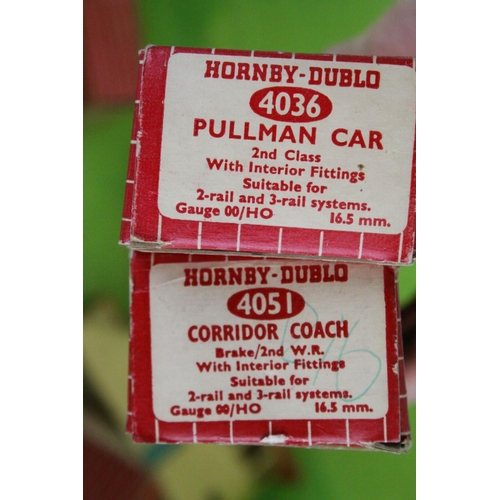 HORNBY-DUBLO
4036
PULLMAN CAR
2nd Class
With Interior Fittings
Suitable for
2-rail and 3-rail systems.
Gauge 00/HO 16.5 mm.
HORNBY-DUBLO
4051
CORRIDOR COACH
Brake/2nd W.R.
With Interior Fittings
Suitable for
2-rail and 3-rail systems.
Gauge 00/HO 16.5 mm.